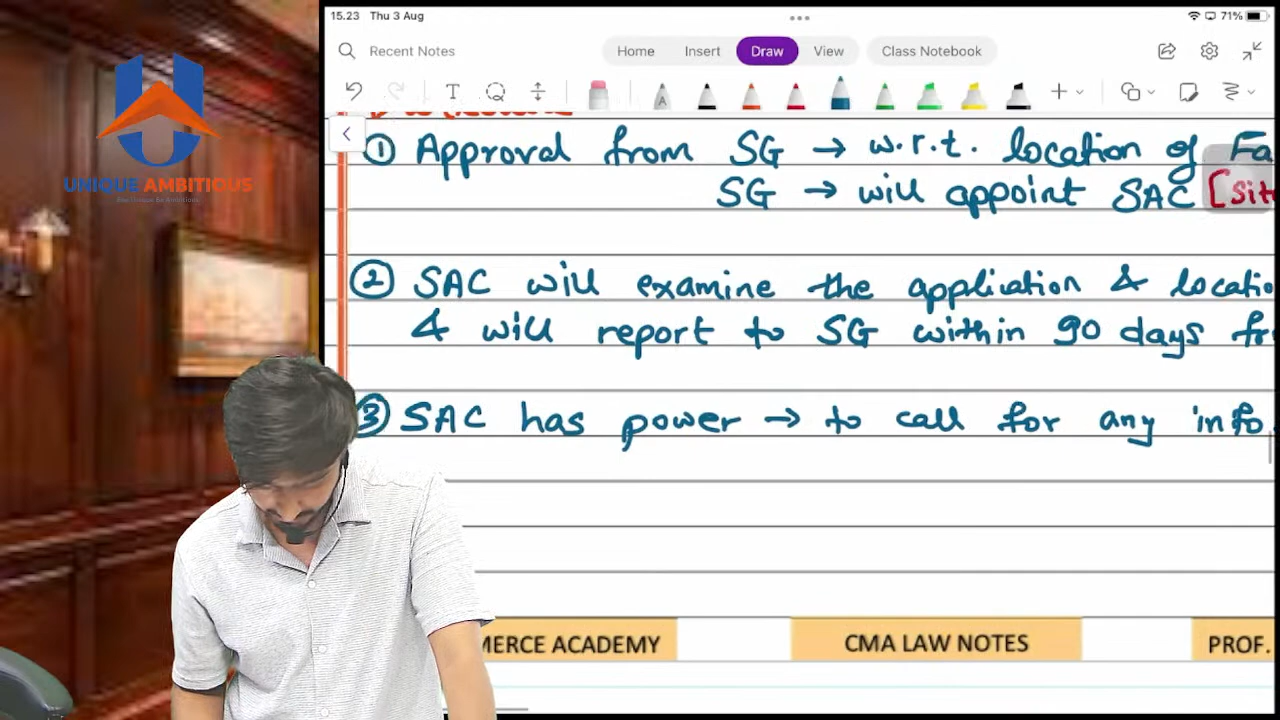 15.23 Thu 3 Aug
71%
Recent Notes
Home Insert Draw View Class Notebook
UNIQUE AMBITIOUS
① Approval from SG → w.r.t. location of Fa
SG → will appoint SAC [Sit
② SAC will examine the application & locatio
& will report to SG within 90 days fr
③ SAC has power → to call for any info.
MERCE ACADEMY
CMA LAW NOTES
PROF.